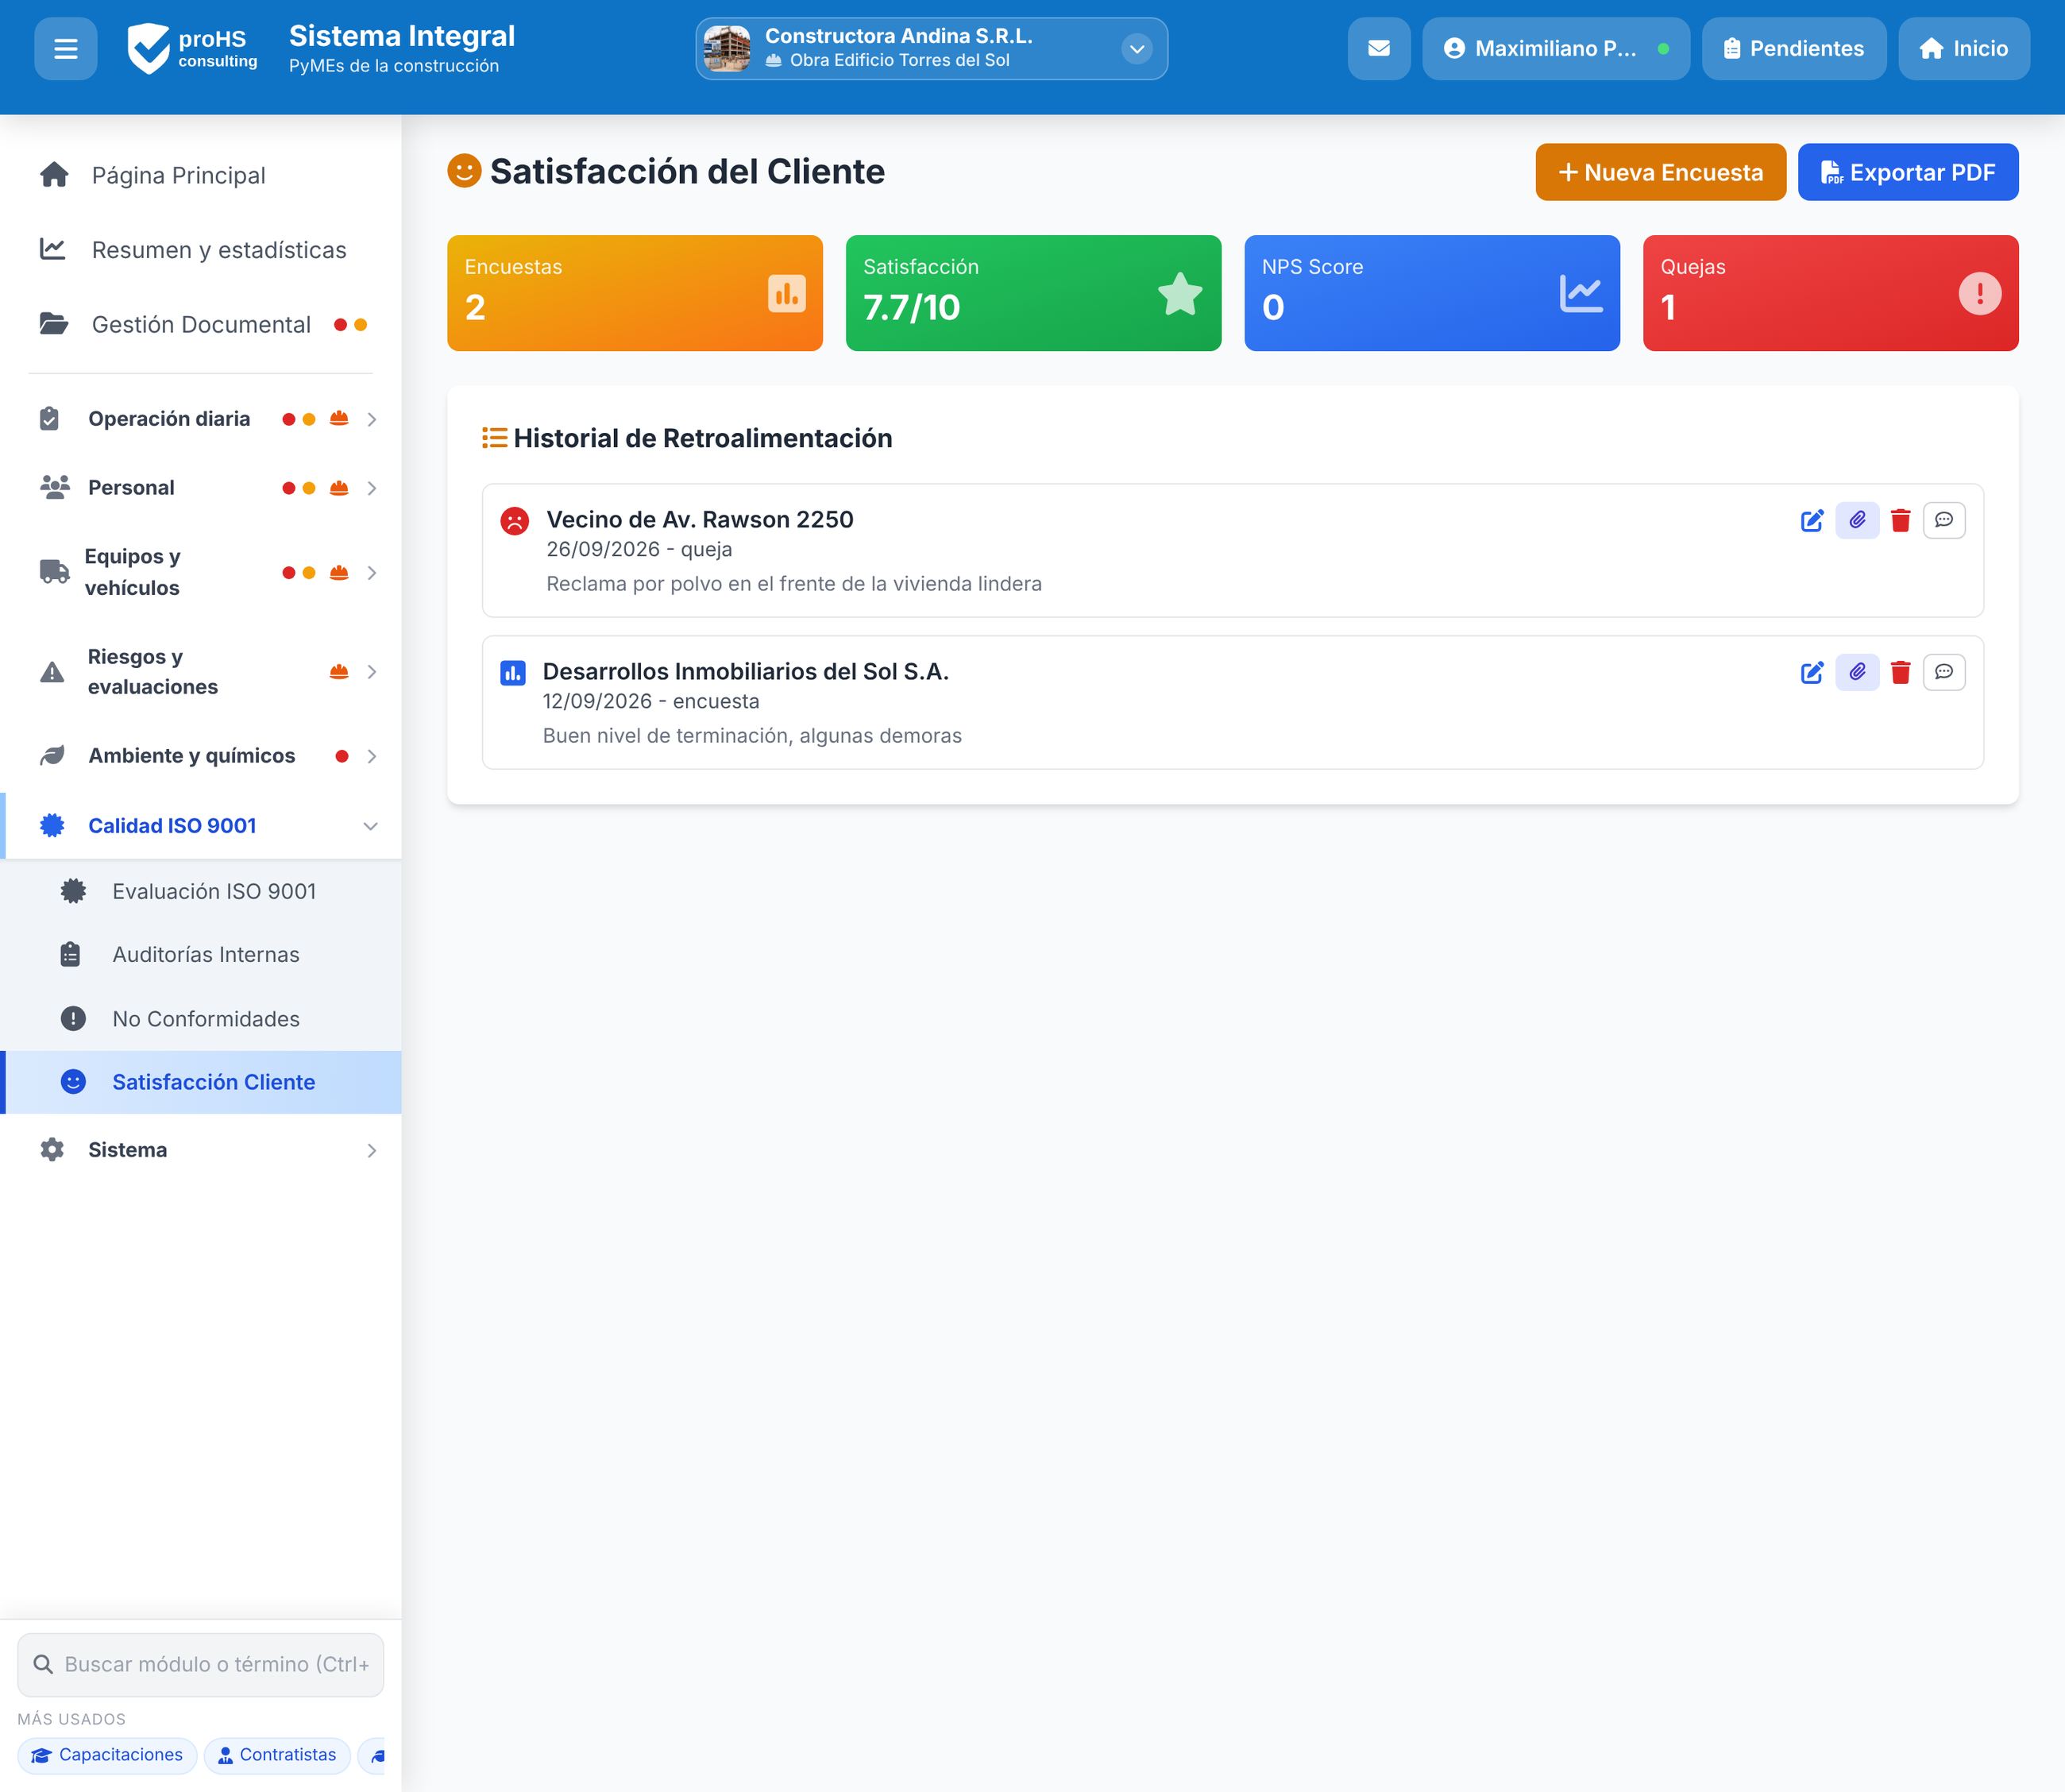 proHS
consulting
Sistema Integral
PyMEs de la construcción
Constructora Andina S.R.L.
Obra Edificio Torres del Sol
Maximiliano P...
Pendientes
Inicio
Página Principal
Resumen y estadísticas
Gestión Documental
Operación diaria
Personal
Equipos y
vehículos
Riesgos y
evaluaciones
Ambiente y químicos
Calidad ISO 9001
Evaluación ISO 9001
Auditorías Internas
No Conformidades
Satisfacción Cliente
Sistema
Buscar módulo o término (Ctrl+
MÁS USADOS
Capacitaciones
Contratistas
Satisfacción del Cliente
Nueva Encuesta
PDF
Exportar PDF
Encuestas
2
Satisfacción
7.7/10
NPS Score
0
Quejas
1
Historial de Retroalimentación
Vecino de Av. Rawson 2250
26/09/2026 - queja
Reclama por polvo en el frente de la vivienda lindera
Desarrollos Inmobiliarios del Sol S.A.
12/09/2026 - encuesta
Buen nivel de terminación, algunas demoras